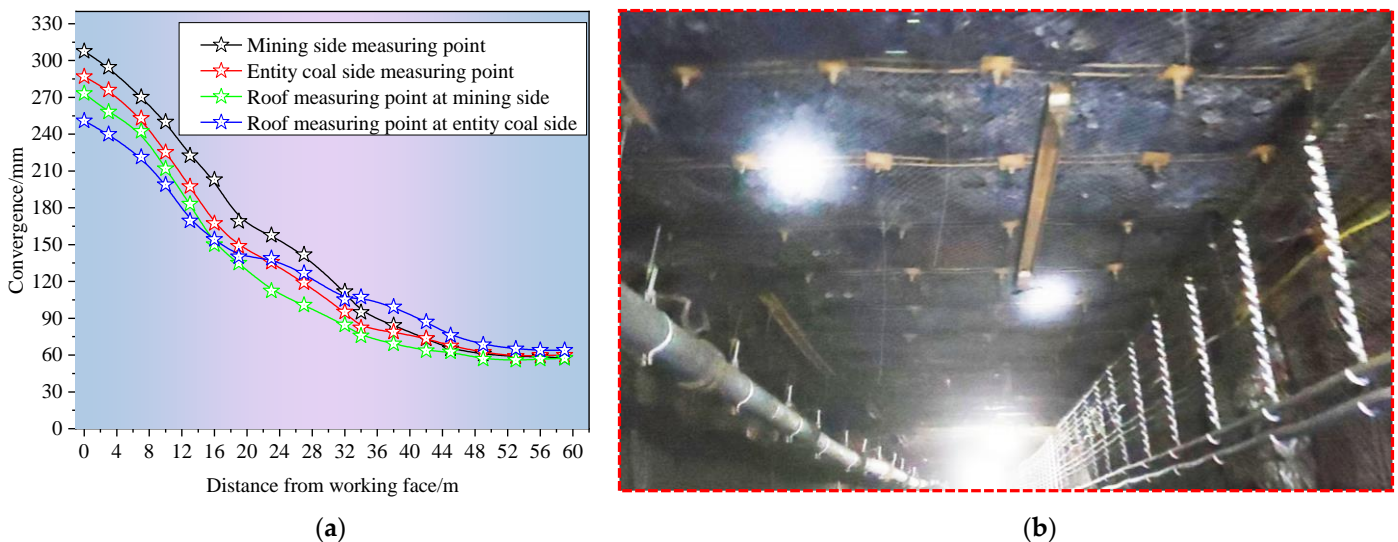 330
300
270
240
210
180
150
120
90
60
30
0
Convergence/mm
Mining side measuring point
Entity coal side measuring point
Roof measuring point at mining side
Roof measuring point at entity coal side
0 4 8 12 16 20 24 28 32 36 40 44 48 52 56 60
Distance from working face/m
(a)
(b)